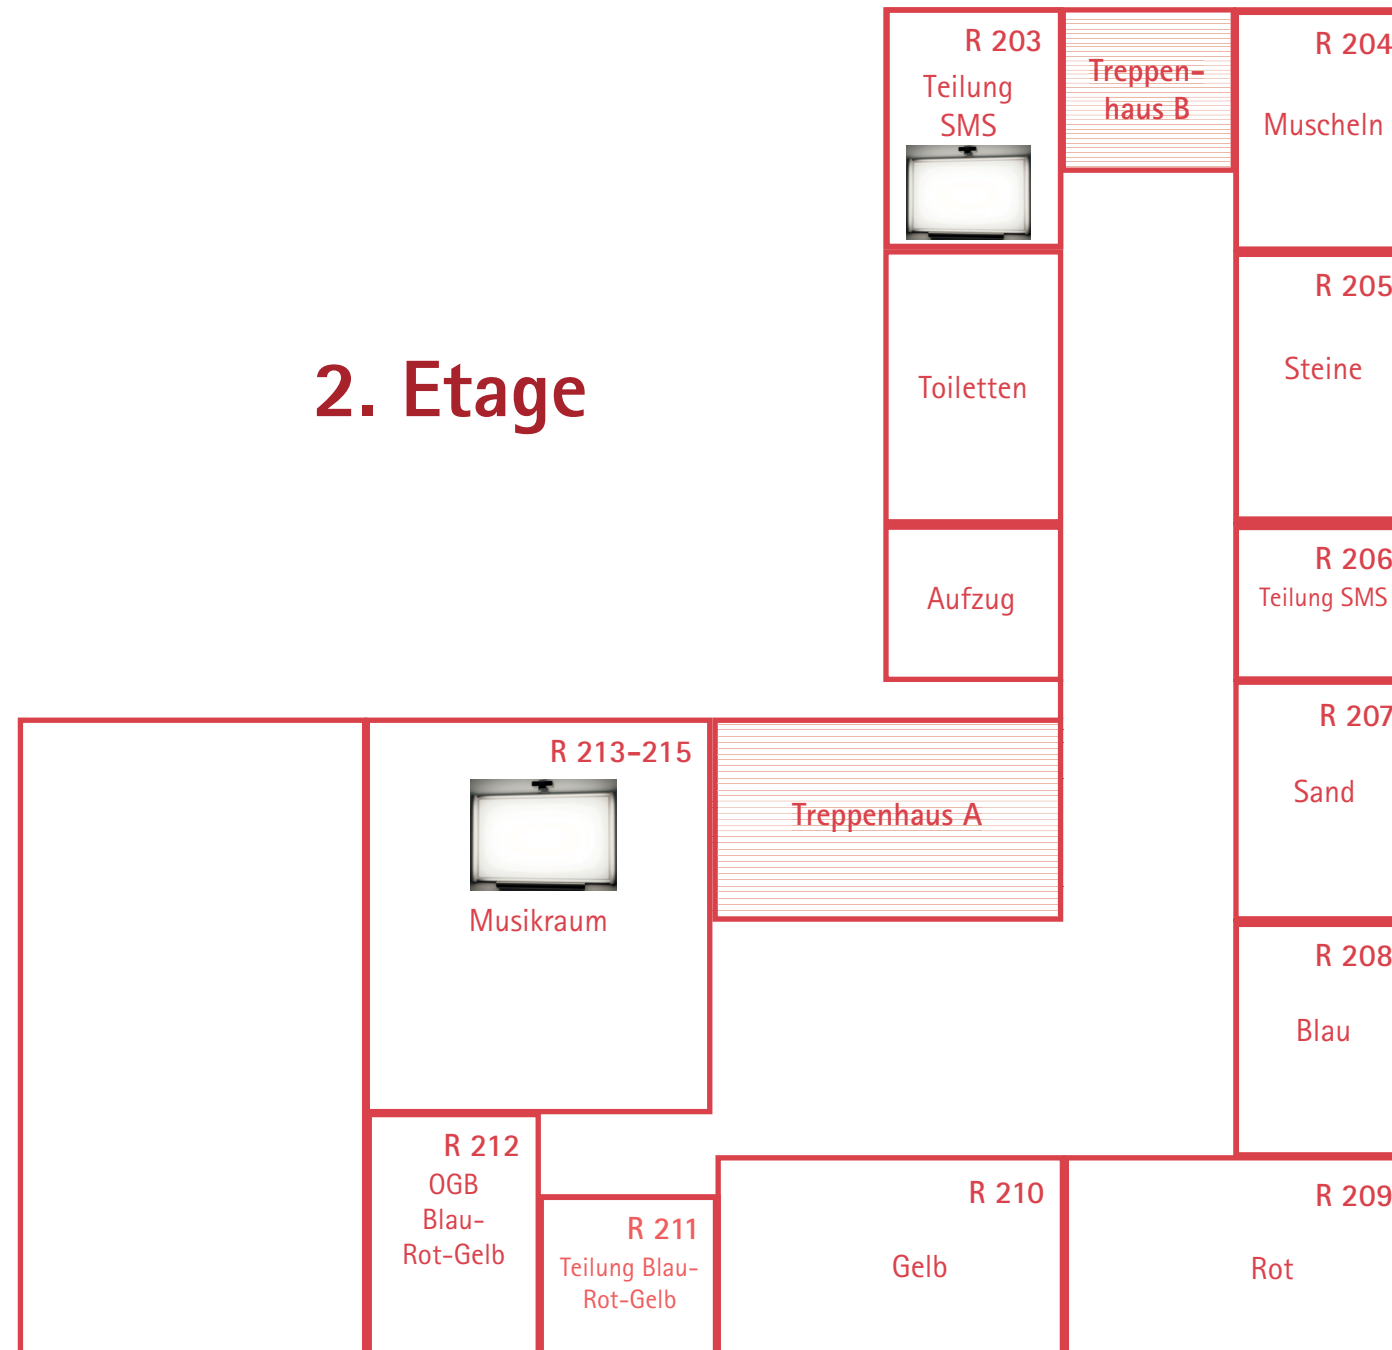 R 203
Teilung
SMS
Treppen-
haus B
R 204
Muscheln
2. Etage
Toiletten
R 205
Steine
Aufzug
R 206
Teilung SMS
R 207
Sand
R 213-215
Musikraum
Treppenhaus A
R 208
Blau
R 212
OGB
Blau-
Rot-Gelb
R 211
Teilung Blau-
Rot-Gelb
R 210
Gelb
R 209
Rot